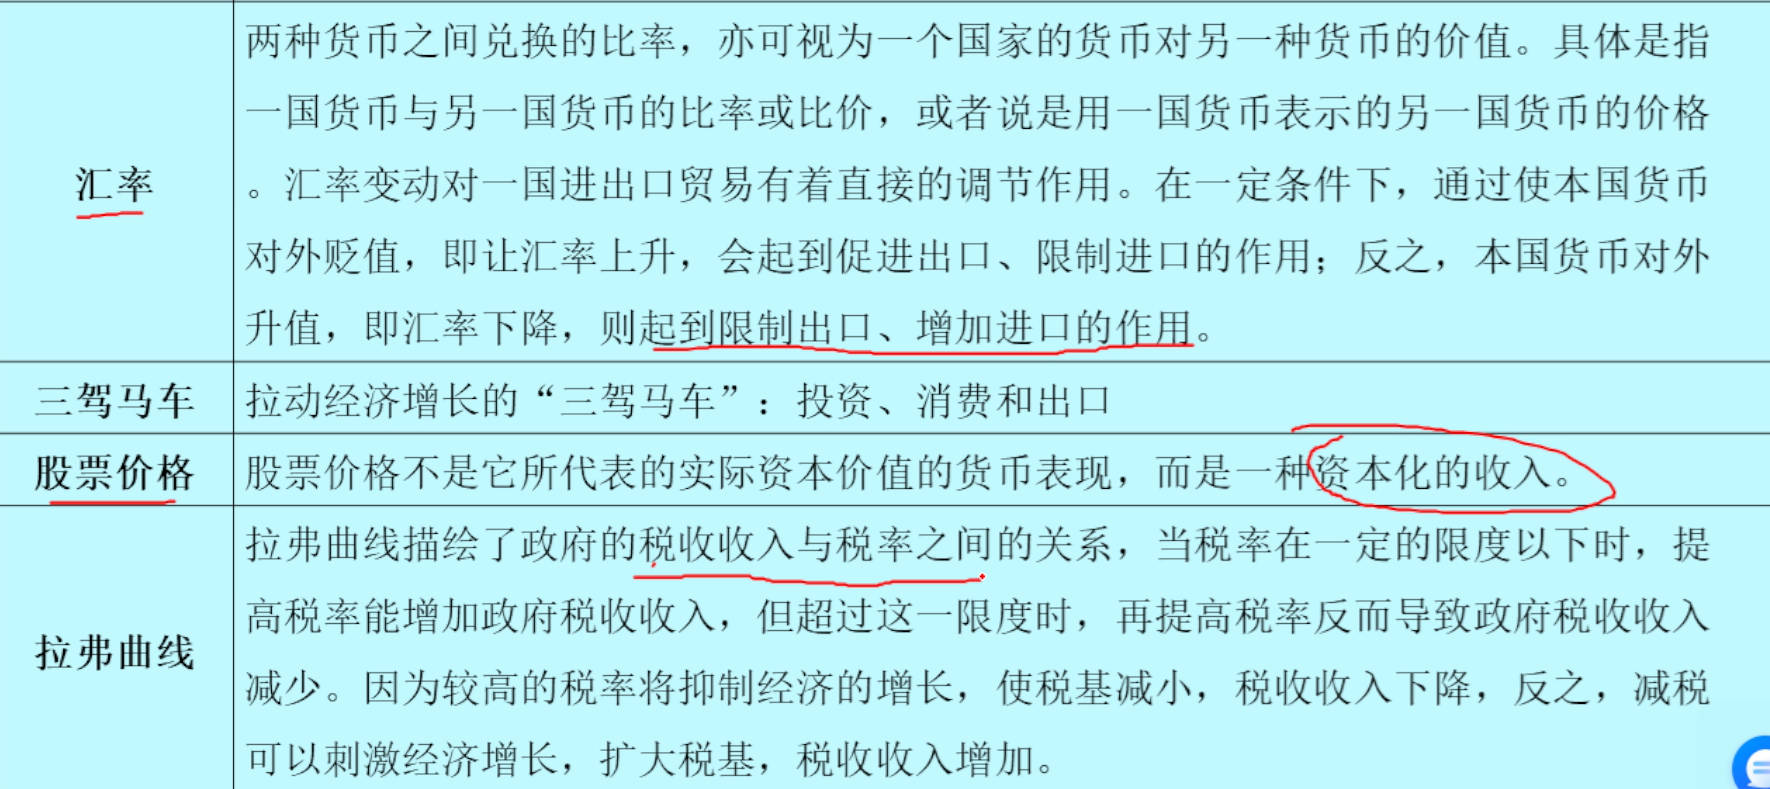 汇率
两种货币之间兑换的比率，亦可视为一个国家的货币对另一种货币的价值。具体是指
一国货币与另一国货币的比率或比价，或者说是用一国货币表示的另一国货币的价格
。汇率变动对一国进出口贸易有着直接的调节作用。在一定条件下，通过使本国货币
对外贬值，即让汇率上升，会起到促进出口、限制进口的作用；反之，本国货币对外
升值，即汇率下降，则起到限制出口、增加进口的作用。
三驾马车
拉动经济增长的“三驾马车”：投资、消费和出口
股票价格
股票价格不是它所代表的实际资本价值的货币表现，而是一种资本化的收入。
拉弗曲线
拉弗曲线描绘了政府的税收收入与税率之间的关系，当税率在一定的限度以下时，提
高税率能增加政府税收收入，但超过这一限度时，再提高税率反而导致政府税收收入
减少。因为较高的税率将抑制经济的增长，使税基减小，税收收入下降，反之，减税
可以刺激经济增长，扩大税基，税收收入增加。